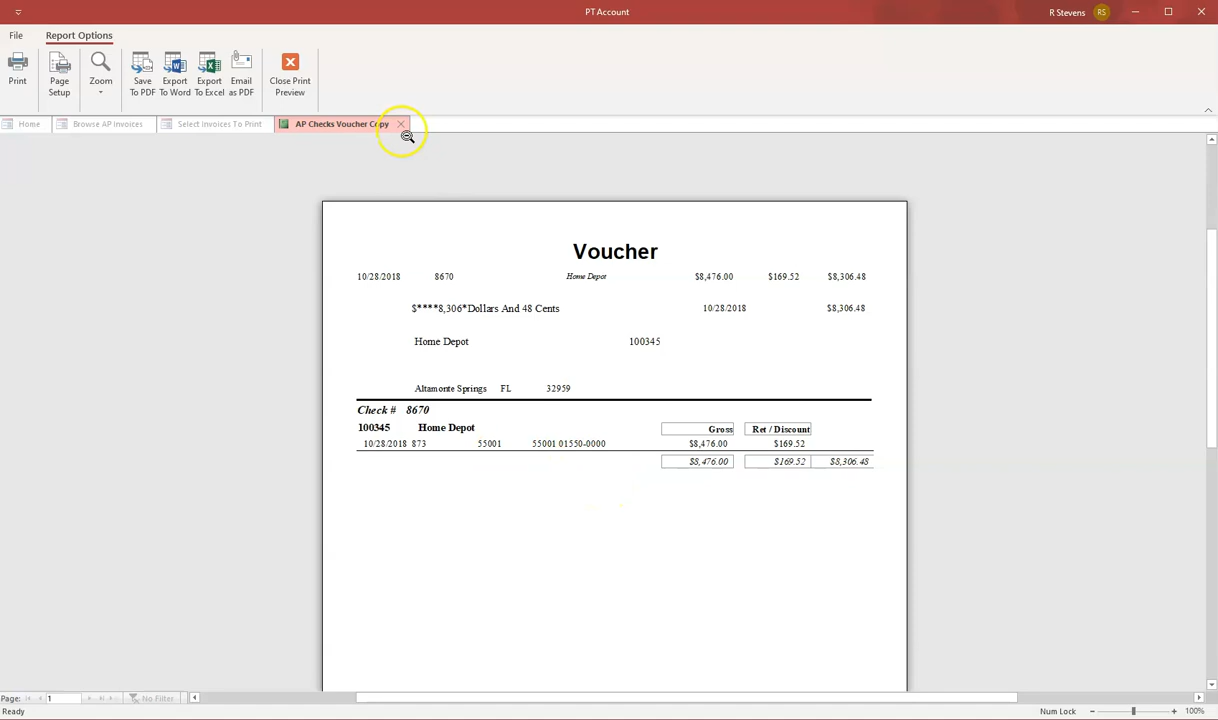 PT Account
R Stevens RS
File Report Options
Print Page Setup Zoom Save To PDF Export To Word Export To Excel Email as PDF Close Print Preview
Home Browse AP Invoices Select Invoices To Print AP Checks Voucher Copy
Voucher
10/28/2018 8670 Home Depot $8,476.00 $169.52 $8,306.48
$****8,306*Dollars And 48 Cents 10/28/2018 $8,306.48
Home Depot 100345
Altamonte Springs FL 32959
Check # 8670
100345 Home Depot Gross Ret / Discount
10/28/2018 873 55001 55001 01550-0000 $8,476.00 $169.52
$8,476.00 $169.52 $8,306.48
Page: 1 No Filter
Ready Num Lock 100%